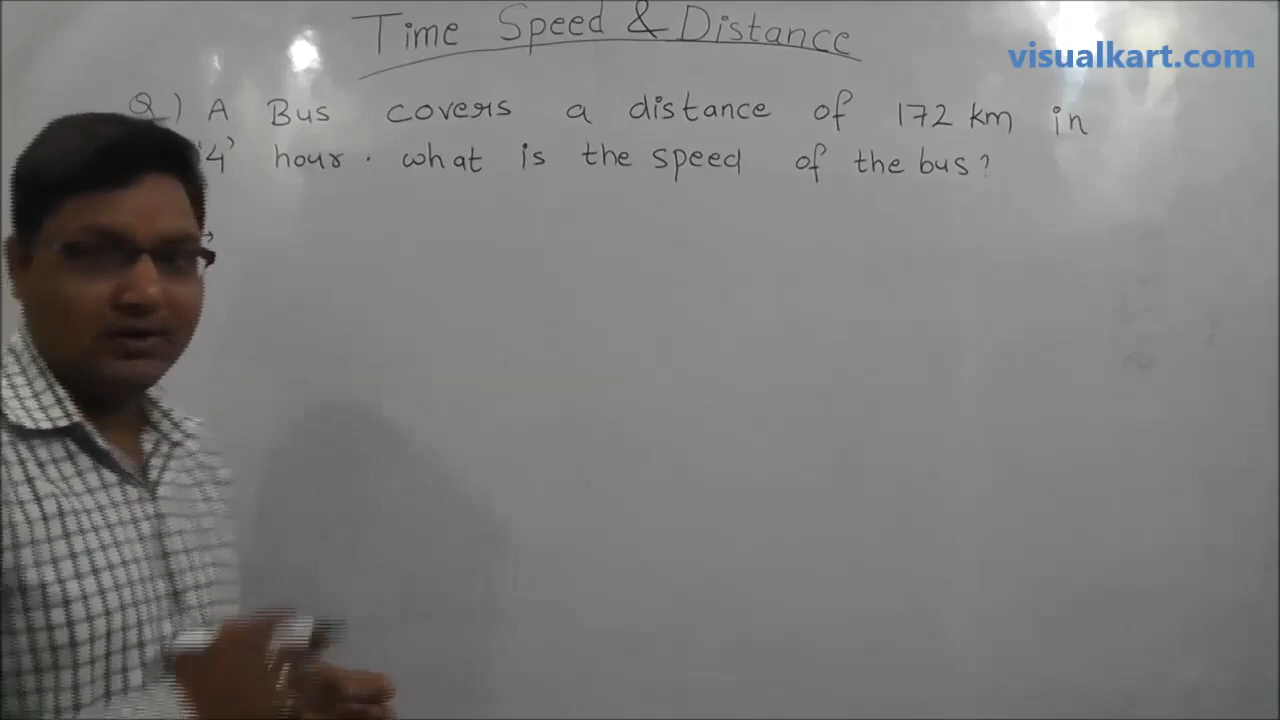 Time Speed & Distance
visualkart.com
Q) A Bus covers a distance of 172 km in
'4' hour. what is the speed of the bus?